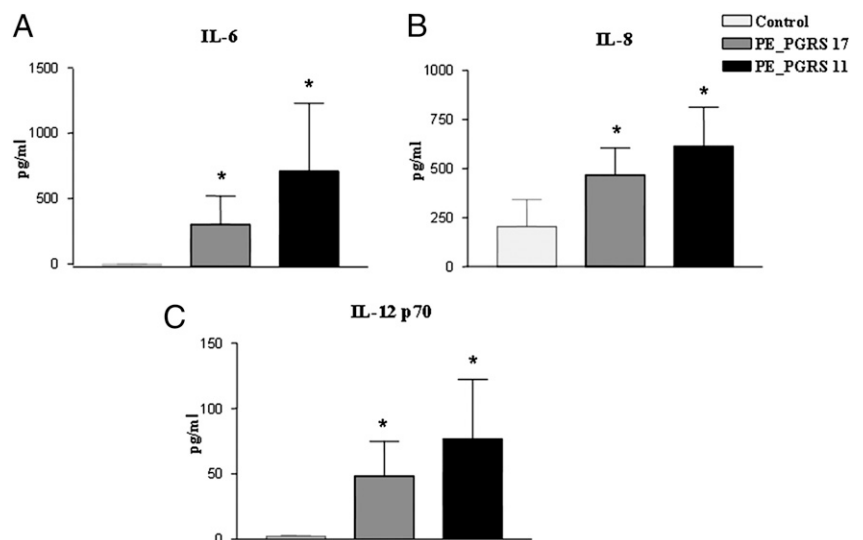 A
IL-6
1500
1000
500
0
pg/ml
*
*
B
IL-8
1000
750
500
250
0
pg/ml
*
*
Control
PE_PGRS 17
PE_PGRS 11
C
IL-12 p70
150
100
50
0
pg/ml
*
*